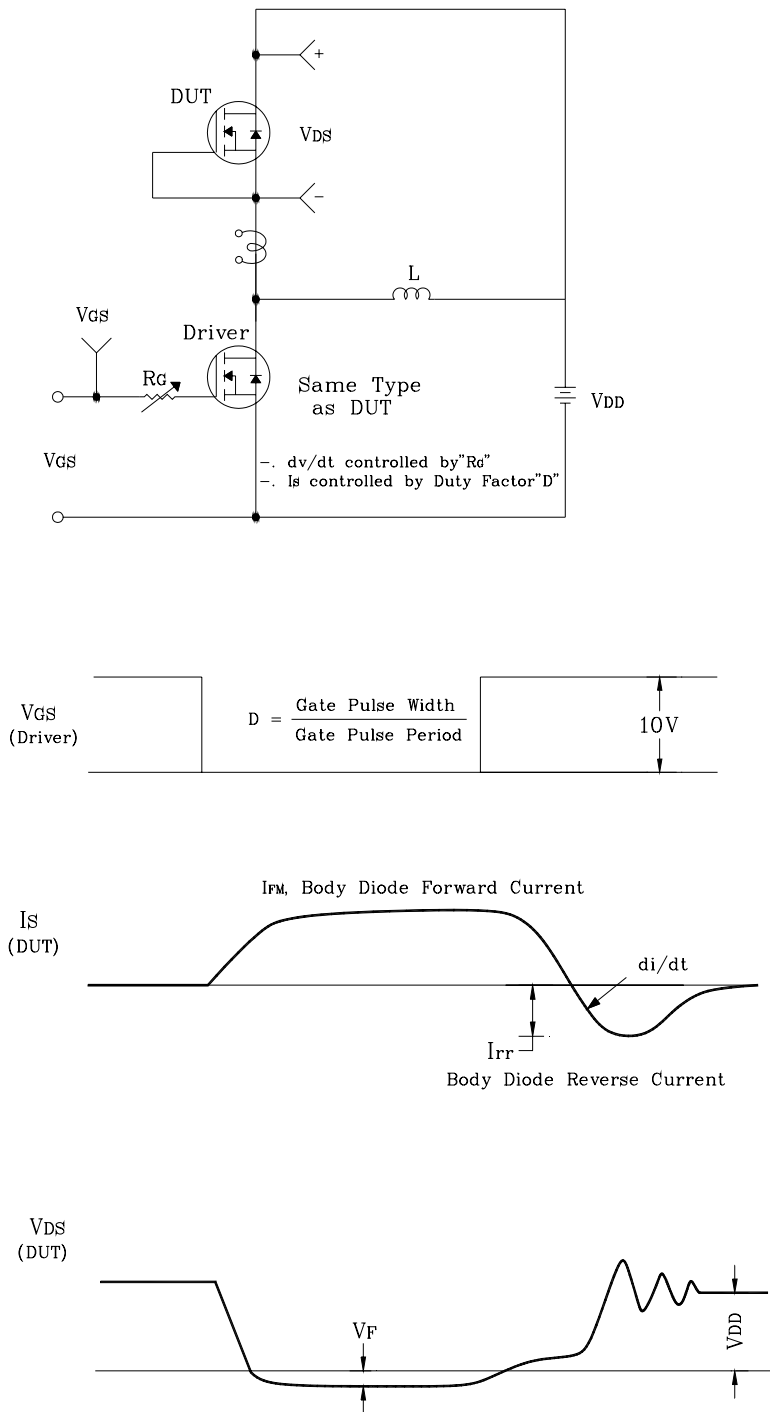 +
DUT
VDS
-
L
VGS
Driver
RG
Same Type
as DUT
VDD
VGS
-. dv/dt controlled by"RG"
-. Is controlled by Duty Factor"D"
VGS
(Driver)
D = Gate Pulse Width
Gate Pulse Period
10V
IFM, Body Diode Forward Current
IS
(DUT)
di/dt
Irr
Body Diode Reverse Current
VDS
(DUT)
VF
VDD